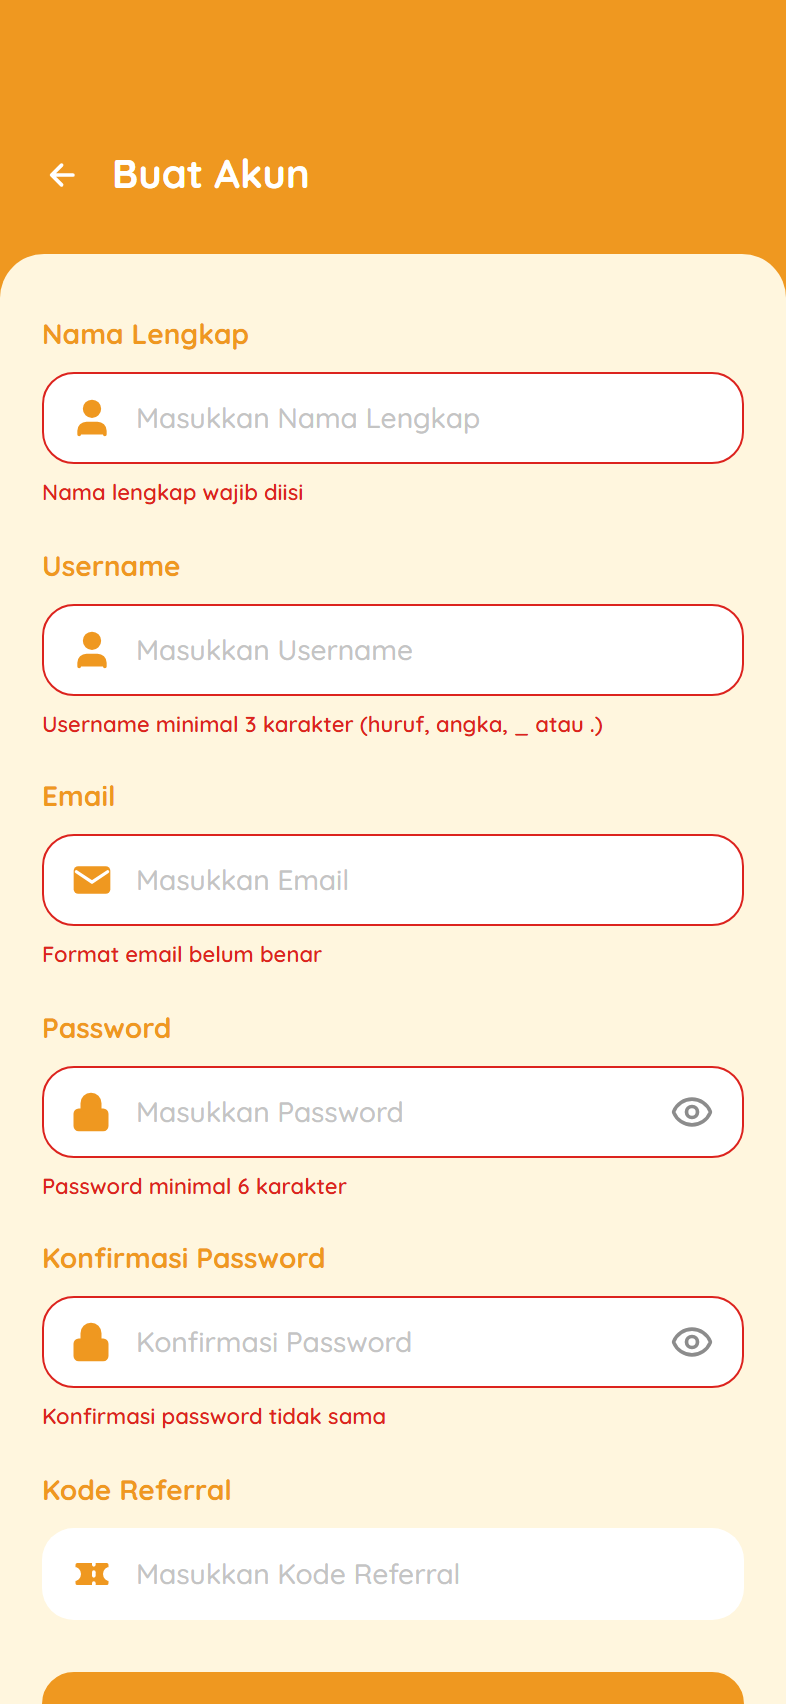 Buat Akun
Nama Lengkap
Masukkan Nama Lengkap
Nama lengkap wajib diisi
Username
Masukkan Username
Username minimal 3 karakter (huruf, angka, _ atau .)
Email
Masukkan Email
Format email belum benar
Password
Masukkan Password
Password minimal 6 karakter
Konfirmasi Password
Konfirmasi Password
Konfirmasi password tidak sama
Kode Referral
Masukkan Kode Referral